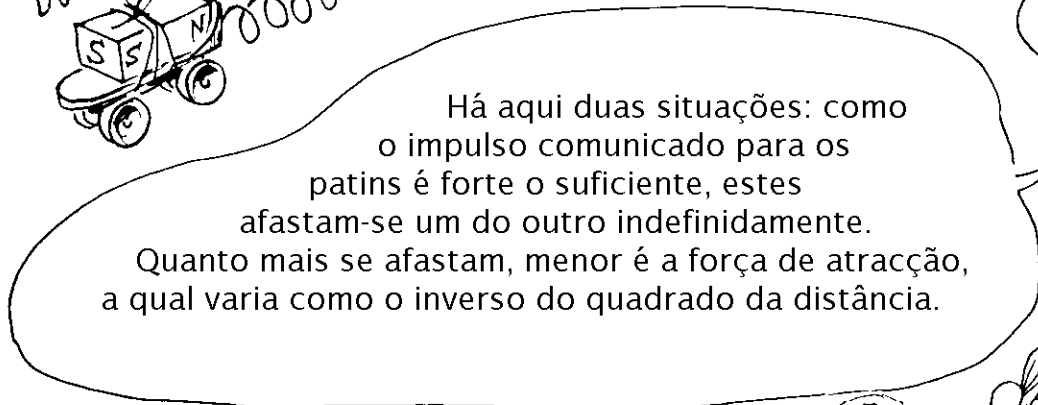 S S N
Há aqui duas situações: como
o impulso comunicado para os
patins é forte o suficiente, estes
afastam-se um do outro indefinidamente.
Quanto mais se afastam, menor é a força de atracção,
a qual varia como o inverso do quadrado da distância.